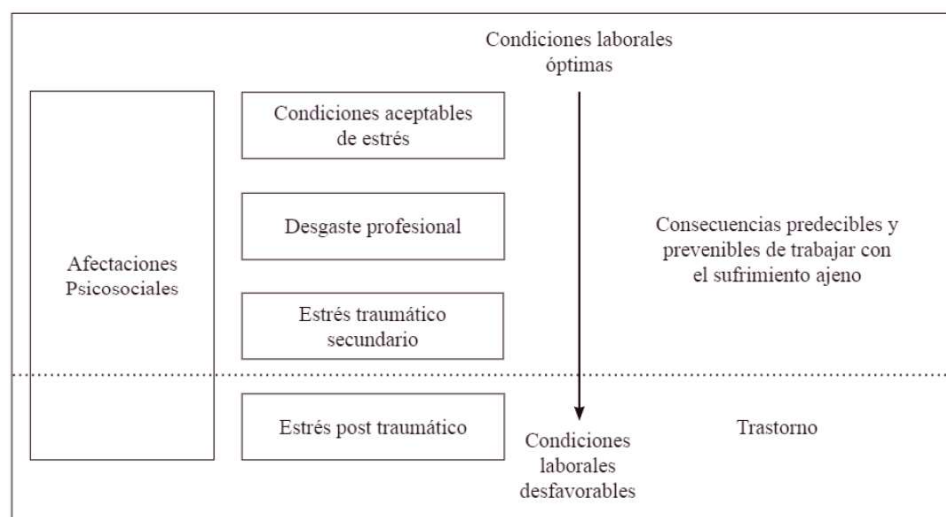 Condiciones laborales
óptimas
Condiciones aceptables
de estrés
Desgaste profesional
Afectaciones
Psicosociales
Consecuencias predecibles y
prevenibles de trabajar con
el sufrimiento ajeno
Estrés traumático
secundario
Estrés post traumático
Condiciones
laborales
desfavorables
Trastorno